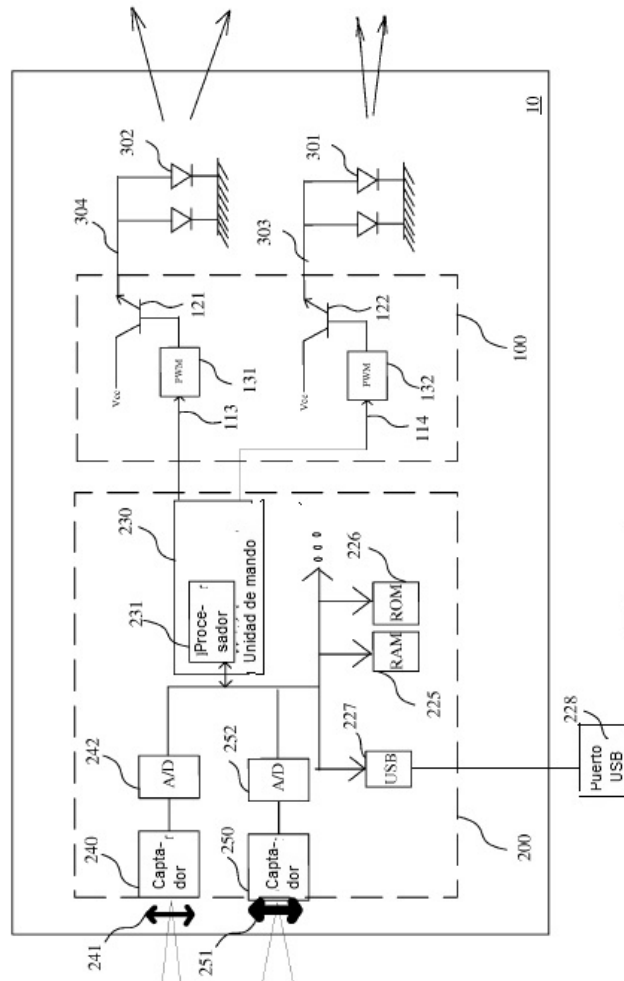 241
240
Capta-
dor
242
A/D
251
250
Capta-
dor
252
A/D
231
230
Proce-
sador
Unidad de mando
227
USB
225
RAM
226
ROM
200
228
Puerto
USB
113
131
PWM
Vcc
121
304
302
114
132
PWM
Vcc
122
303
301
100
10